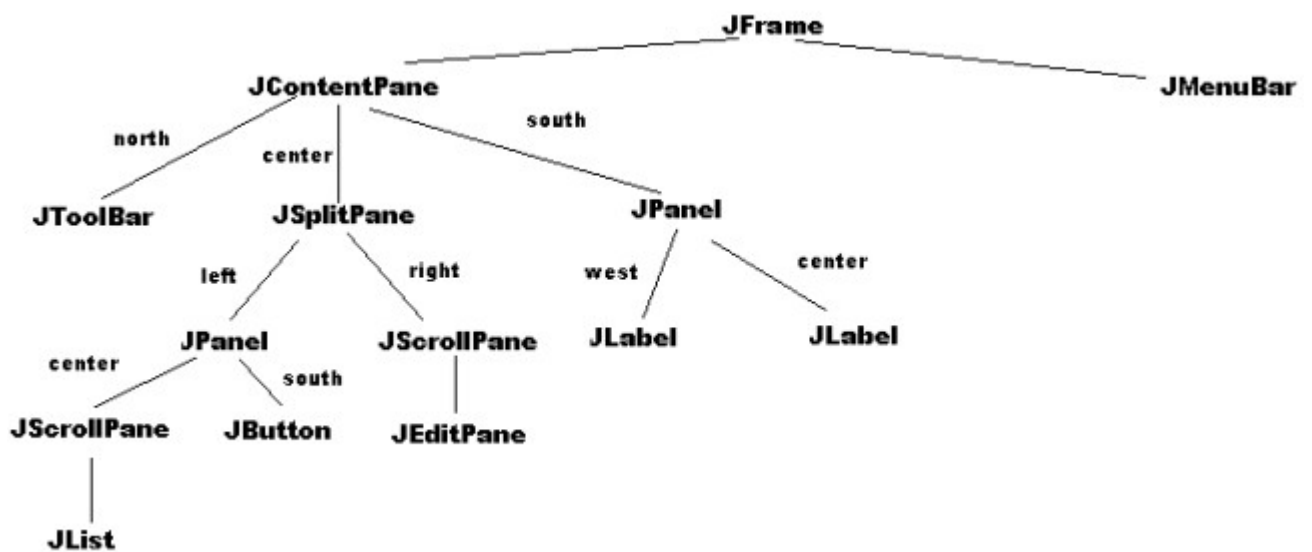 JFrame
JContentPane
JMenuBar
north
center
south
JToolBar
JSplitPane
JPanel
left
right
west
center
JPanel
JScrollPane
JLabel
JLabel
center
south
JScrollPane
JButton
JEditPane
JList